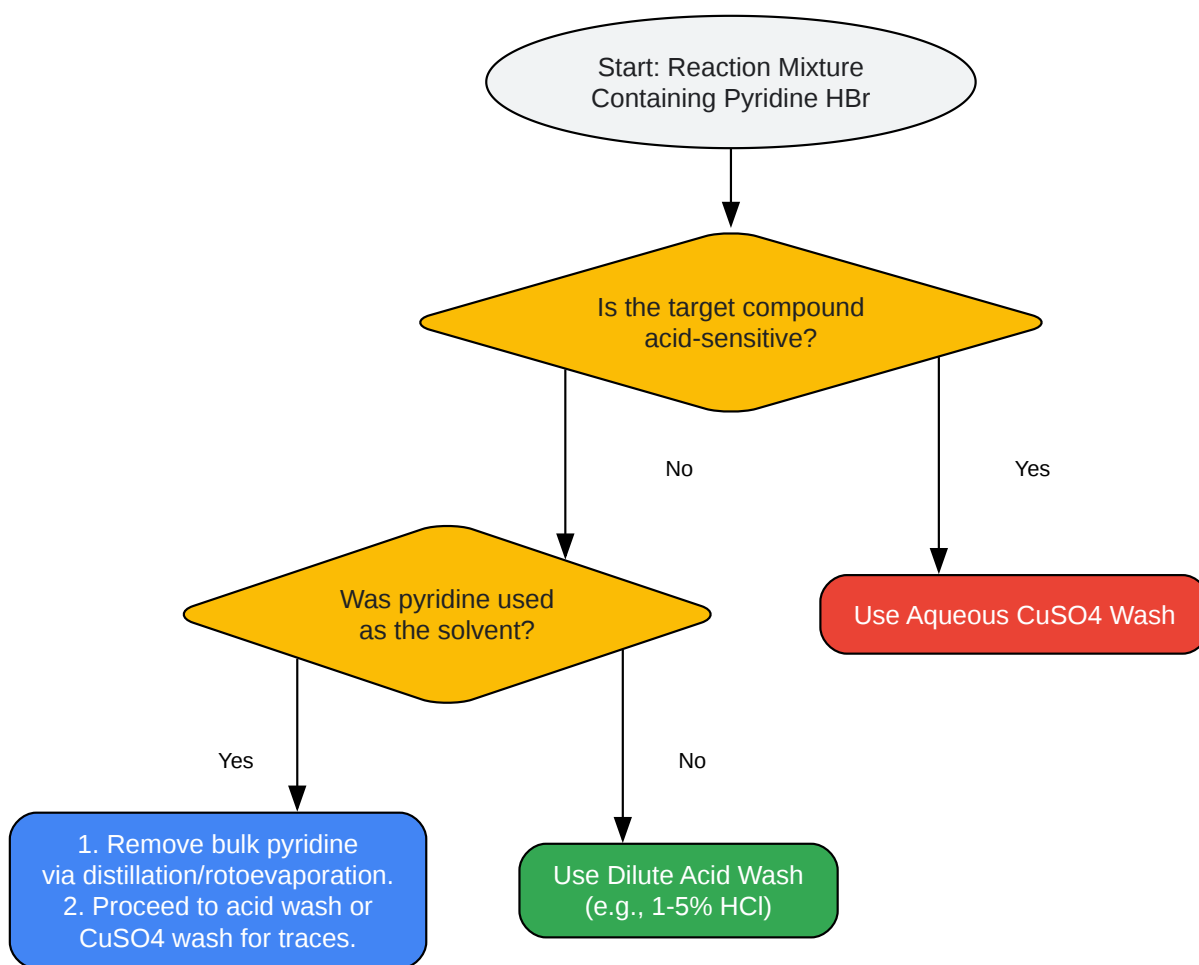 Start: Reaction Mixture
Containing Pyridine HBr
Is the target compound
acid-sensitive?
No
Yes
Was pyridine used
as the solvent?
Use Aqueous CuSO4 Wash
Yes
No
1. Remove bulk pyridine
via distillation/rotoevaporation.
2. Proceed to acid wash or
CuSO4 wash for traces.
Use Dilute Acid Wash
(e.g., 1-5% HCl)